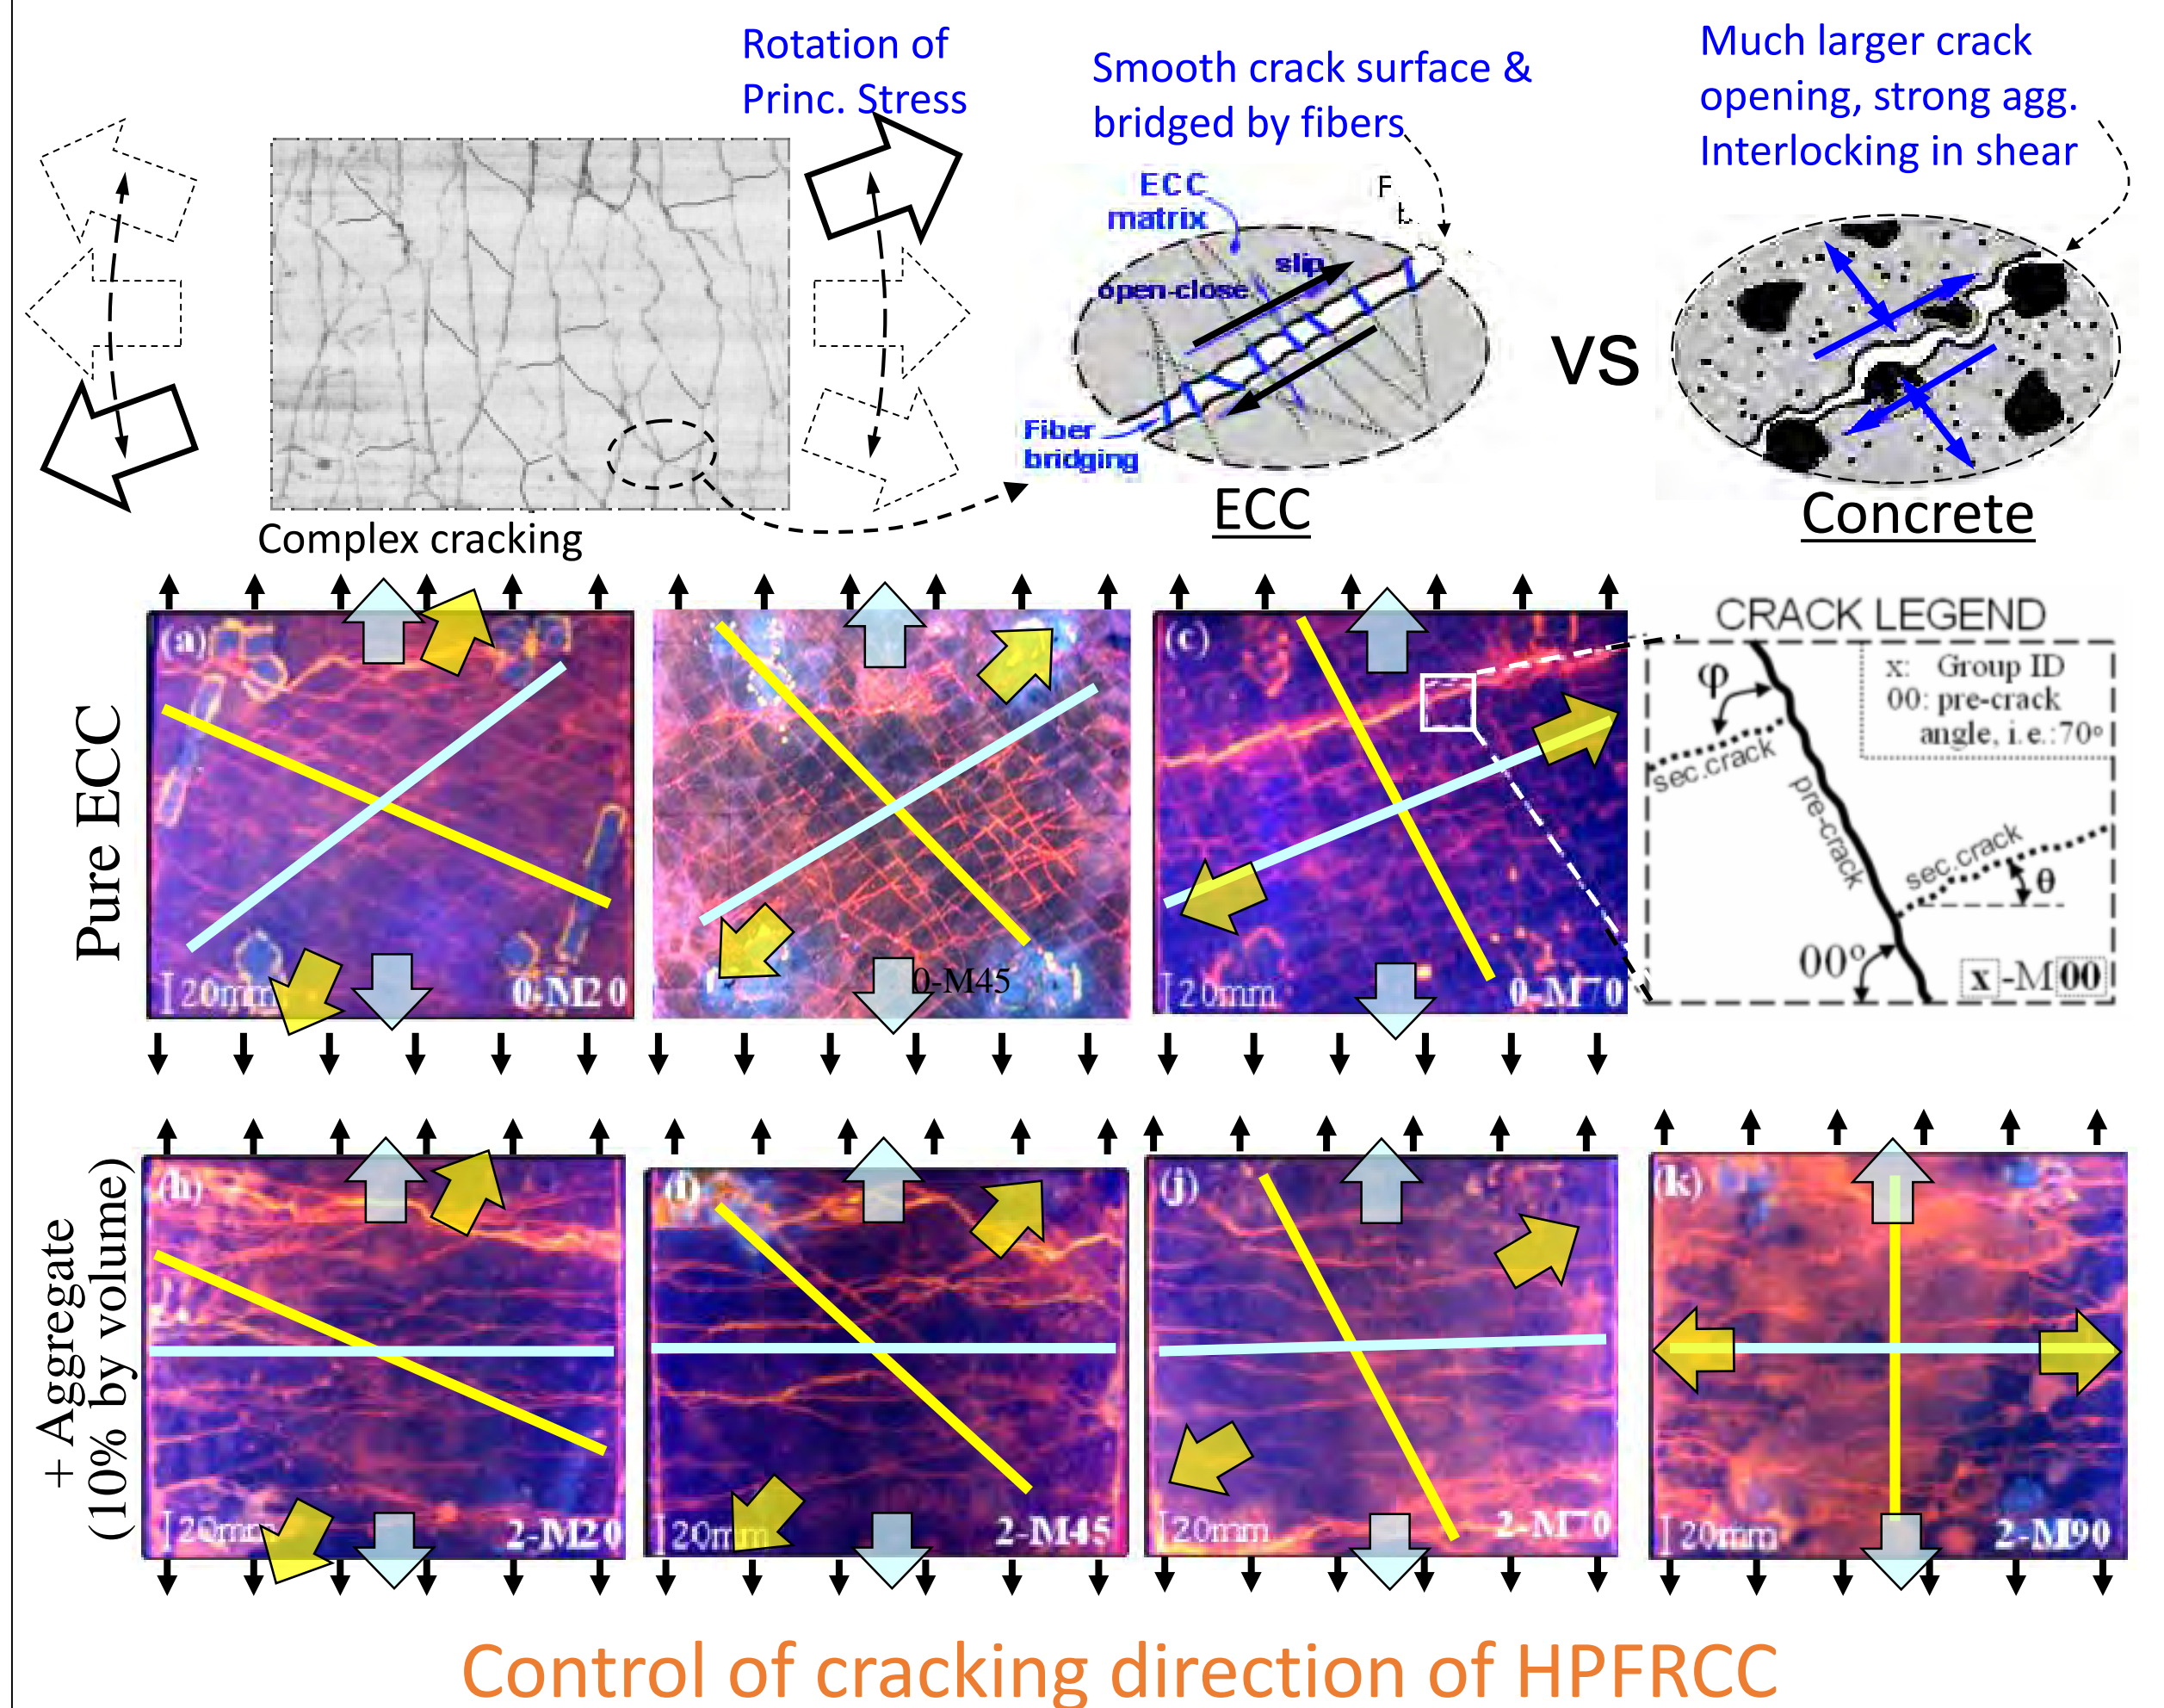 Rotation of
Princ. Stress
Smooth crack surface &
bridged by fibers
Much larger crack
opening, strong agg.
Interlocking in shear
ECC
matrix
F
slip
open-close
Fiber
bridging
vs
ECC
Concrete
Complex cracking
Pure ECC
(a)
20mm
0-M20
0-M45
(c)
20mm
0-M70
CRACK LEGEND
φ
x: Group ID
00: pre-crack
angle, i.e.:70º
sec.crack
pre-crack
sec.crack
θ
00º
x-M00
+ Aggregate
(10% by volume)
(h)
20mm
2-M20
(i)
20mm
2-M45
(j)
20mm
2-M70
(k)
20mm
2-M90
Control of cracking direction of HPFRCC